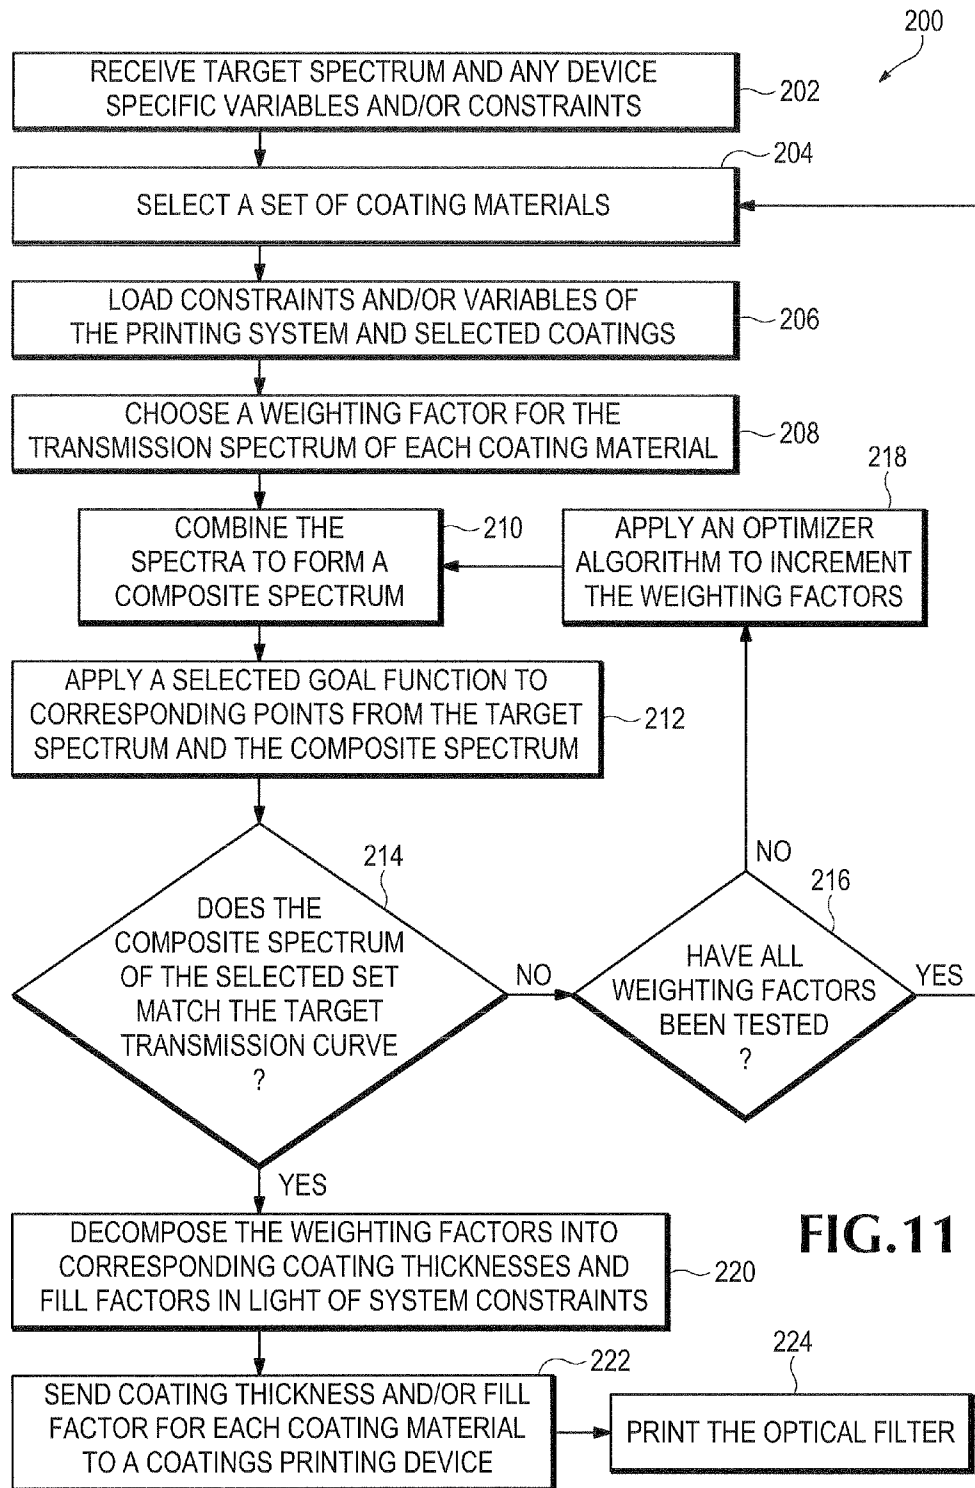 200
RECEIVE TARGET SPECTRUM AND ANY DEVICE
SPECIFIC VARIABLES AND/OR CONSTRAINTS
202
204
SELECT A SET OF COATING MATERIALS
LOAD CONSTRAINTS AND/OR VARIABLES OF
THE PRINTING SYSTEM AND SELECTED COATINGS
206
CHOOSE A WEIGHTING FACTOR FOR THE
TRANSMISSION SPECTRUM OF EACH COATING MATERIAL
208
COMBINE THE
SPECTRA TO FORM A
COMPOSITE SPECTRUM
210
218
APPLY AN OPTIMIZER
ALGORITHM TO INCREMENT
THE WEIGHTING FACTORS
APPLY A SELECTED GOAL FUNCTION TO
CORRESPONDING POINTS FROM THE TARGET
SPECTRUM AND THE COMPOSITE SPECTRUM
212
214
DOES THE
COMPOSITE SPECTRUM
OF THE SELECTED SET
MATCH THE TARGET
TRANSMISSION CURVE
?
NO
NO
216
HAVE ALL
WEIGHTING FACTORS
BEEN TESTED
?
YES
YES
DECOMPOSE THE WEIGHTING FACTORS INTO
CORRESPONDING COATING THICKNESSES AND
FILL FACTORS IN LIGHT OF SYSTEM CONSTRAINTS
220
FIG.11
222
SEND COATING THICKNESS AND/OR FILL
FACTOR FOR EACH COATING MATERIAL
TO A COATINGS PRINTING DEVICE
224
PRINT THE OPTICAL FILTER